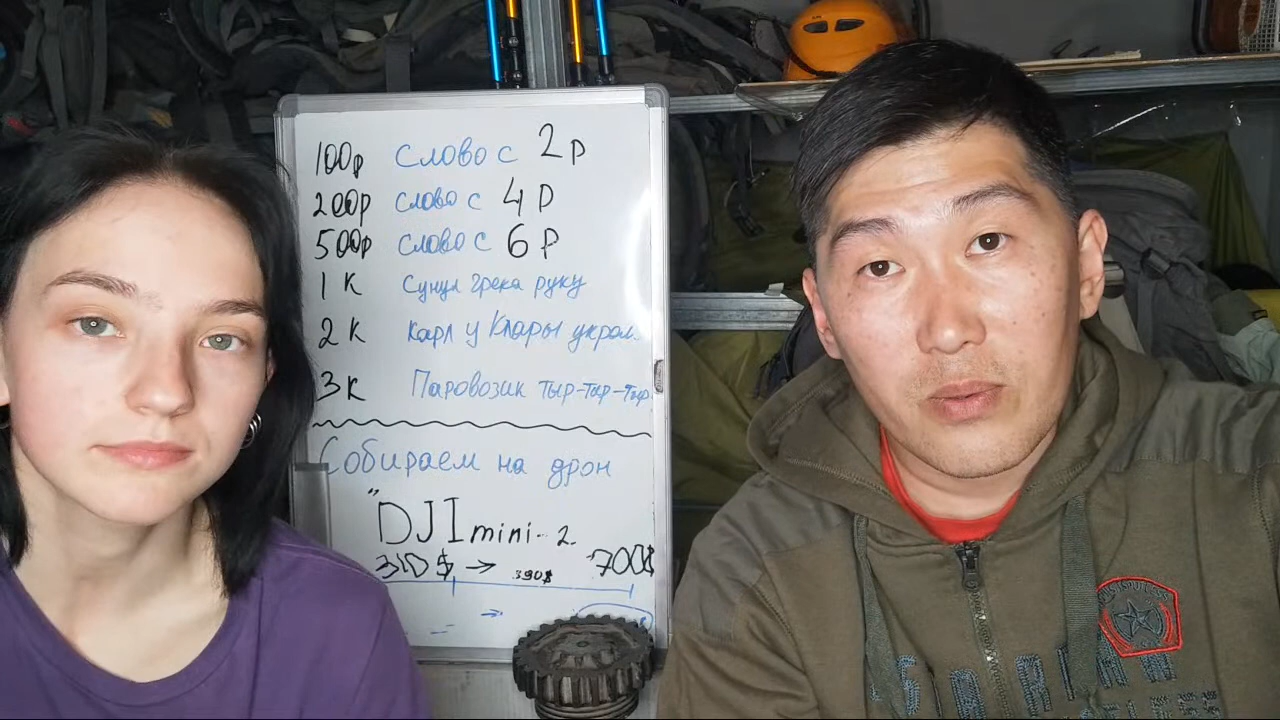 100р слово с 2 р
200р слово с 4 р
500р слово с 6 р
1 К Сунул грека руку
2 К Карл у Клары украл
3 К Паровозик тыр-тыр-тыр
Собираем на дрон
"DJI mini-2.
310$ → 390$ 700$